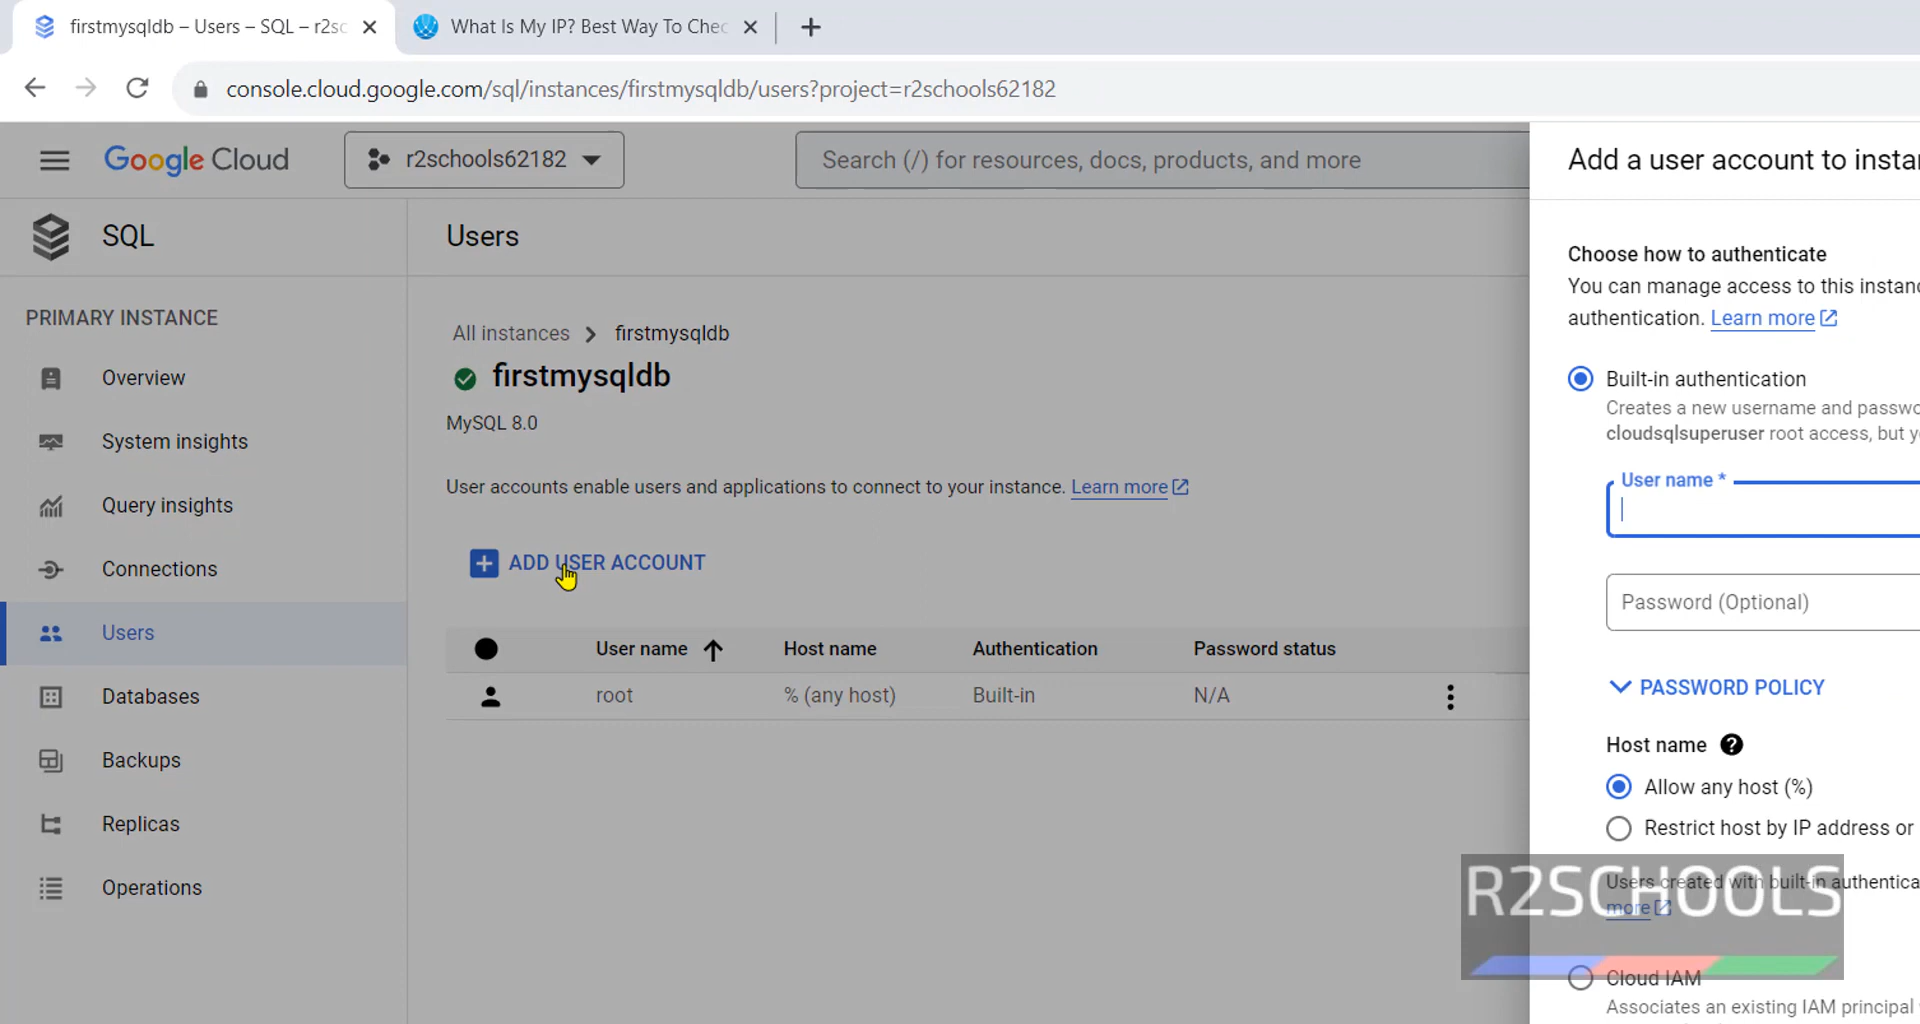 firstmysqldb – Users – SQL – r2sc
What Is My IP? Best Way To Chec
console.cloud.google.com/sql/instances/firstmysqldb/users?project=r2schools62182
Google Cloud
r2schools62182
Search (/) for resources, docs, products, and more
SQL
PRIMARY INSTANCE
Overview
System insights
Query insights
Connections
Users
Databases
Backups
Replicas
Operations
Users
All instances
firstmysqldb
firstmysqldb
MySQL 8.0
User accounts enable users and applications to connect to your instance. Learn more
ADD USER ACCOUNT
User name Host name Authentication Password status
root % (any host) Built-in N/A
Add a user account to insta
Choose how to authenticate
You can manage access to this instanc
authentication. Learn more
Built-in authentication
Creates a new username and passwo
cloudsqlsuperuser root access, but y
User name *
Password (Optional)
PASSWORD POLICY
Host name
Allow any host (%)
Restrict host by IP address or
Users created with built-in authentica
more
R2SCHOOLS
Cloud IAM
Associates an existing IAM principal